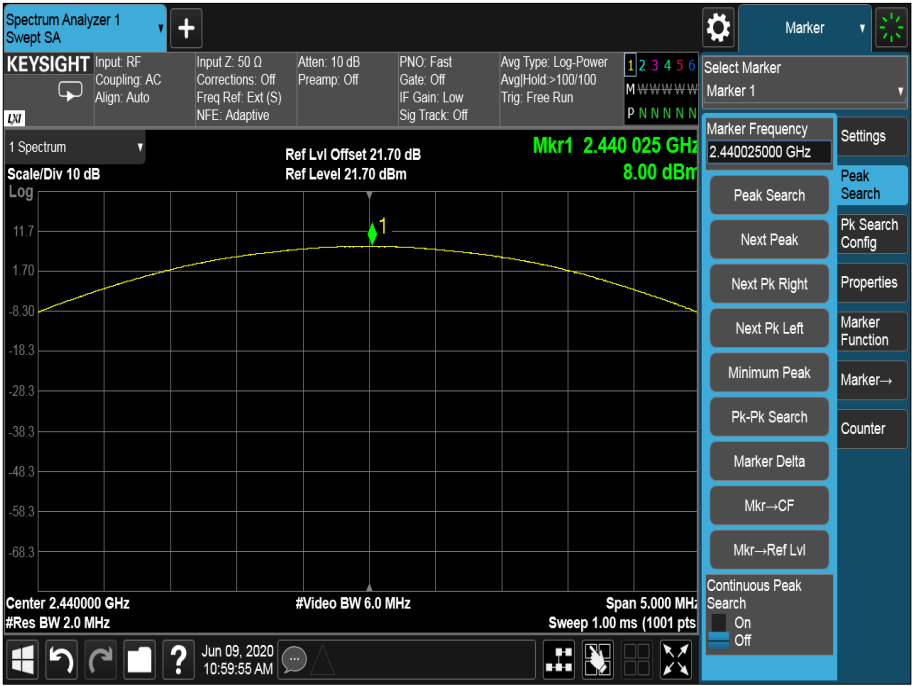 Spectrum Analyzer 1
Swept SA
+
Marker
KEYSIGHT
LXI
Input: RF
Coupling: AC
Align: Auto
Input Z: 50 Ω
Corrections: Off
Freq Ref: Ext (S)
NFE: Adaptive
Atten: 10 dB
Preamp: Off
PNO: Fast
Gate: Off
IF Gain: Low
Sig Track: Off
Avg Type: Log-Power
Avg|Hold:>100/100
Trig: Free Run
1 2 3 4 5 6
M W W W W W
P N N N N N
Select Marker
Marker 1
1 Spectrum
Scale/Div 10 dB
Log
Ref Lvl Offset 21.70 dB
Ref Level 21.70 dBm
Mkr1 2.440 025 GHz
8.00 dBm
1
11.7
1.70
-8.30
-18.3
-28.3
-38.3
-48.3
-58.3
-68.3
Center 2.440000 GHz
#Res BW 2.0 MHz
#Video BW 6.0 MHz
Span 5.000 MHz
Sweep 1.00 ms (1001 pts
Marker Frequency
2.440025000 GHz
Peak Search
Next Peak
Next Pk Right
Next Pk Left
Minimum Peak
Pk-Pk Search
Marker Delta
Mkr→CF
Mkr→Ref Lvl
Continuous Peak
Search
On
Off
Settings
Peak
Search
Pk Search
Config
Properties
Marker
Function
Marker→
Counter
?
Jun 09, 2020
10:59:55 AM